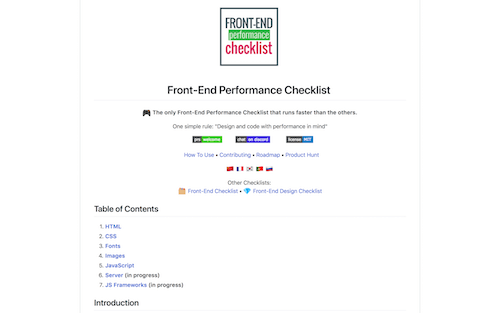 FRONT-END
performance
checklist
Front-End Performance Checklist
🎮 The only Front-End Performance Checklist that runs faster than the others.
One simple rule: "Design and code with performance in mind"
PRs welcome chat on discord license MIT
How To Use • Contributing • Roadmap • Product Hunt
Other Checklists:
🗂 Front-End Checklist • 💎 Front-End Design Checklist
Table of Contents
1. HTML
2. CSS
3. Fonts
4. Images
5. JavaScript
6. Server (in progress)
7. JS Frameworks (in progress)
Introduction